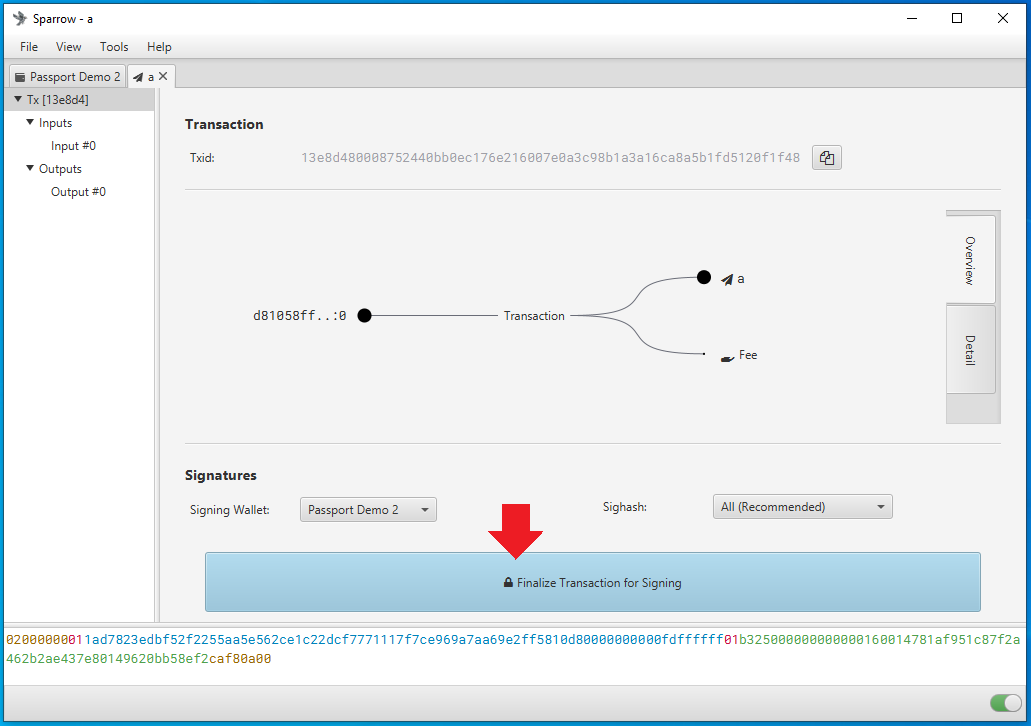 Sparrow - a
File View Tools Help
Passport Demo 2 a
Tx [13e8d4]
Inputs
Input #0
Outputs
Output #0
Transaction
Txid: 13e8d480008752440bb0ec176e216007e0a3c98b1a3a16ca8a5b1fd5120f1f48
Overview
Detail
d81058ff..:0 Transaction
a
Fee
Signatures
Signing Wallet: Passport Demo 2 Sighash: All (Recommended)
Finalize Transaction for Signing
02000000011ad7823edbf52f2255aa5e562ce1c22dcf7771117f7ce969a7aa69e2ff5810d80000000000fdffffff01b325000000000000160014781af951c87f2a
462b2ae437e80149620bb58ef2caf80a00